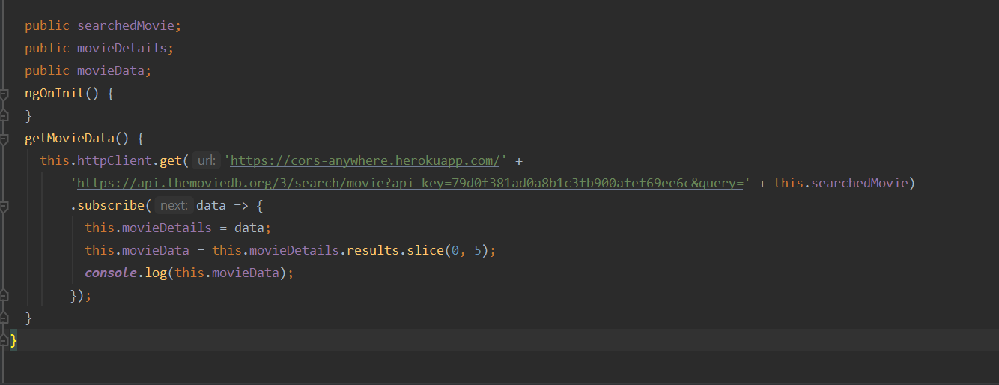 public searchedMovie;
public movieDetails;
public movieData;
ngOnInit() {
}
getMovieData() {
this.httpClient.get( url: 'https://cors-anywhere.herokuapp.com/' +
'https://api.themoviedb.org/3/search/movie?api_key=79d0f381ad0a8b1c3fb900afef69ee6c&query=' + this.searchedMovie)
.subscribe( next: data => {
this.movieDetails = data;
this.movieData = this.movieDetails.results.slice(0, 5);
console.log(this.movieData);
});
}
}